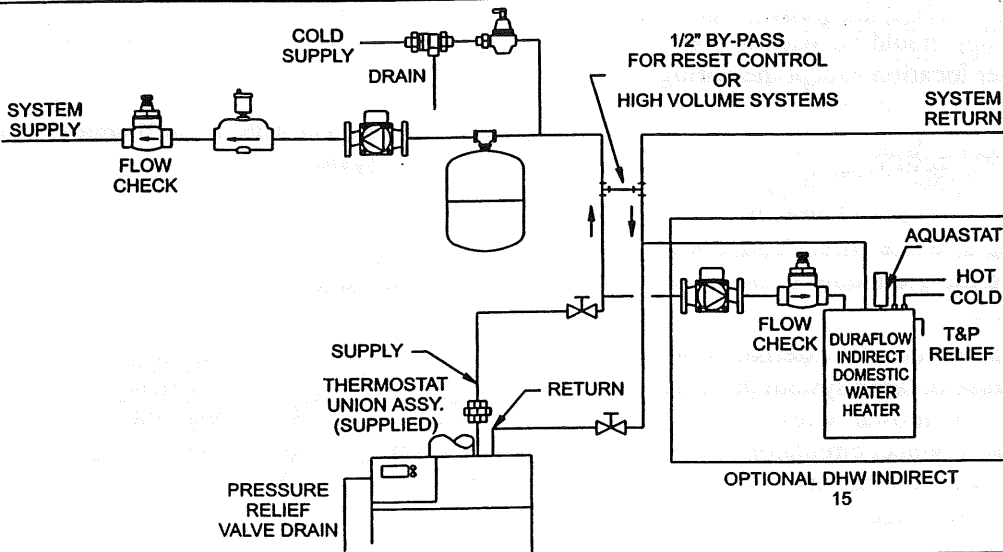 COLD
SUPPLY
DRAIN
1/2" BY-PASS
FOR RESET CONTROL
OR
HIGH VOLUME SYSTEMS
SYSTEM
SUPPLY
SYSTEM
RETURN
FLOW
CHECK
AQUASTAT
HOT
COLD
FLOW
CHECK
DURAFLOW
INDIRECT
DOMESTIC
WATER
HEATER
T&P
RELIEF
SUPPLY
THERMOSTAT
UNION ASSY.
(SUPPLIED)
RETURN
PRESSURE
RELIEF
VALVE DRAIN
OPTIONAL DHW INDIRECT
15